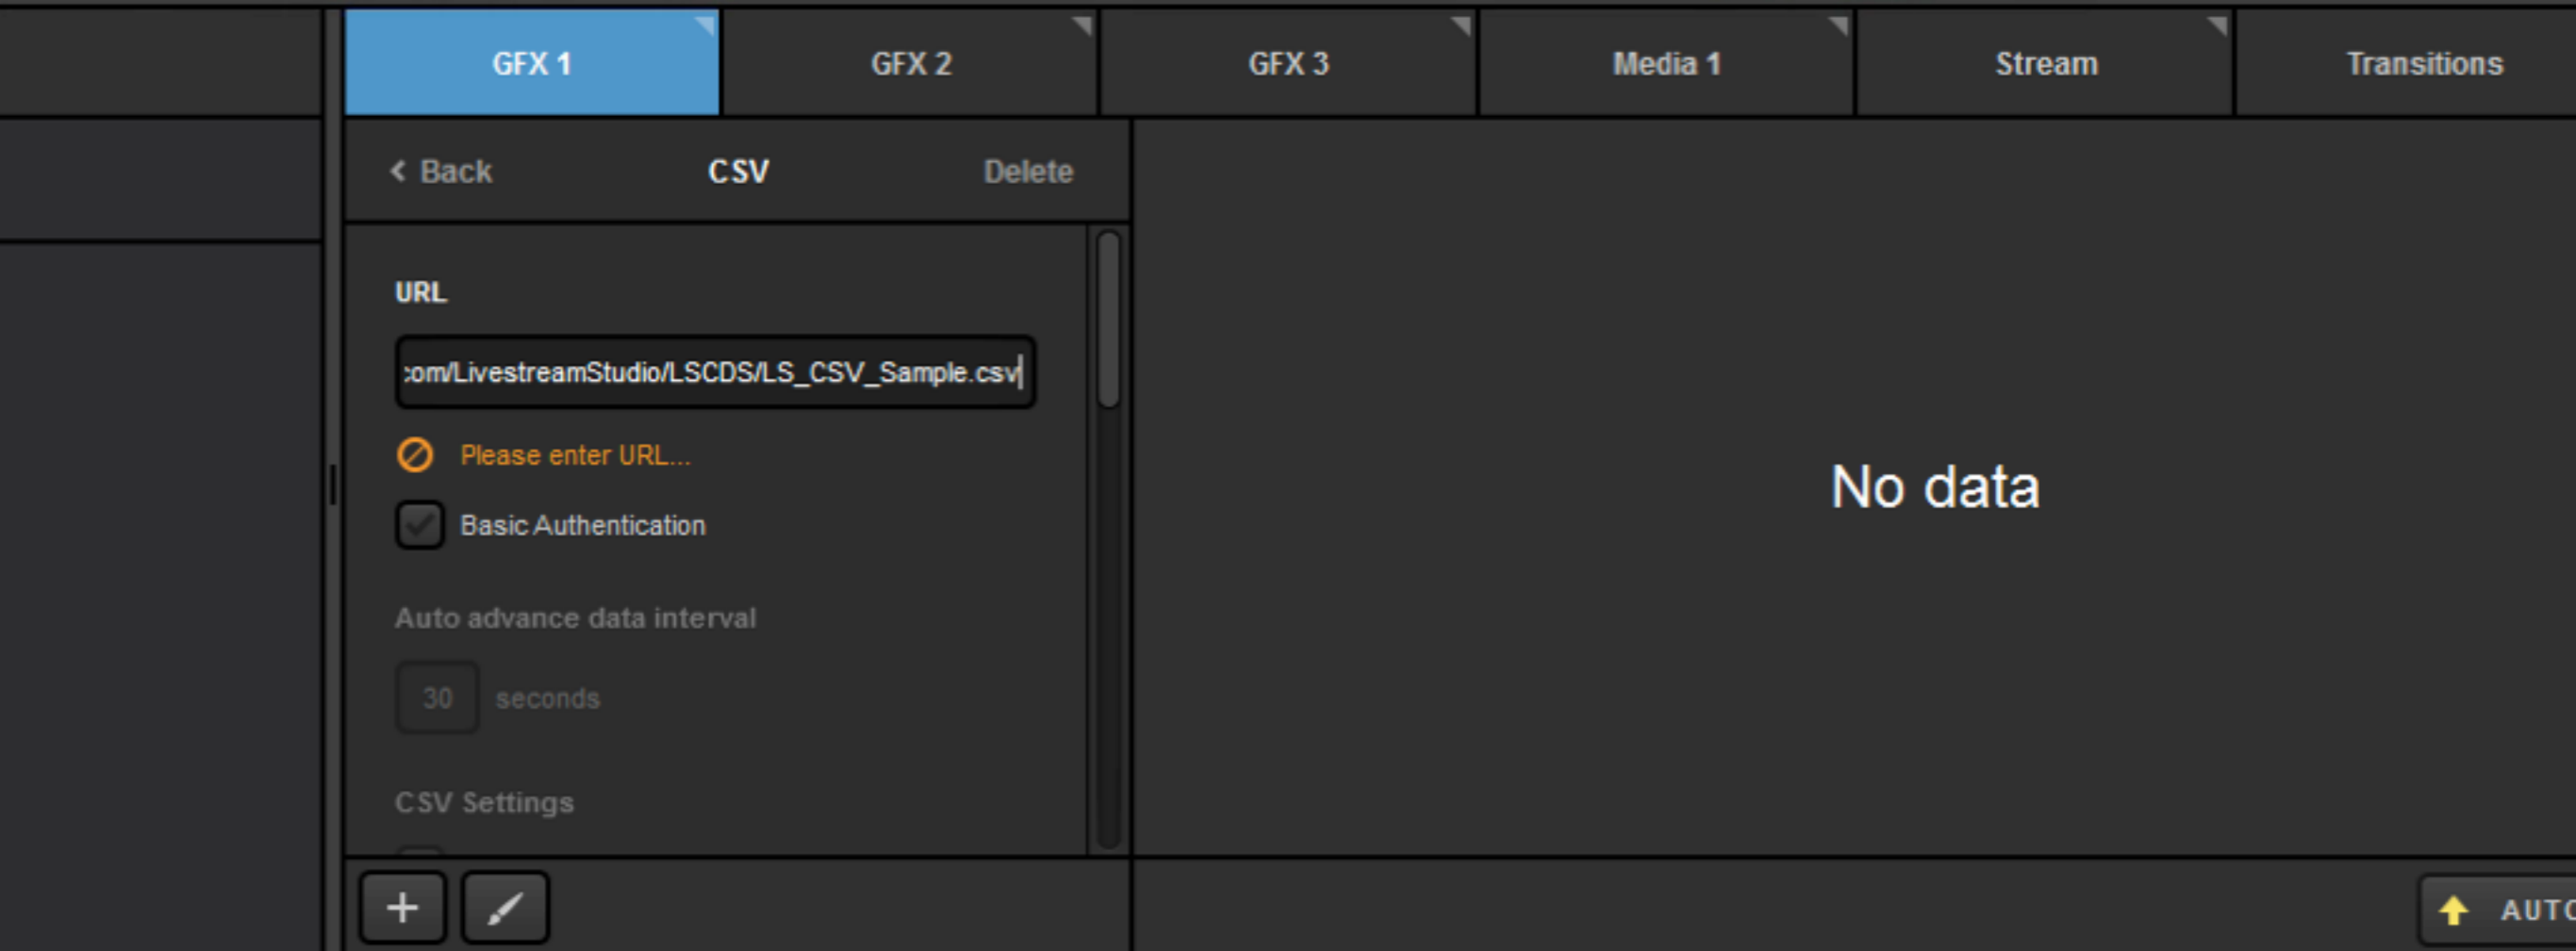 GFX 1
GFX 2
GFX 3
Media 1
Stream
Transitions
Back
CSV
Delete
URL
com/LivestreamStudio/LSCDS/LS_CSV_Sample.csv
Please enter URL...
Basic Authentication
Auto advance data interval
30 seconds
CSV Settings
No data
AUTO